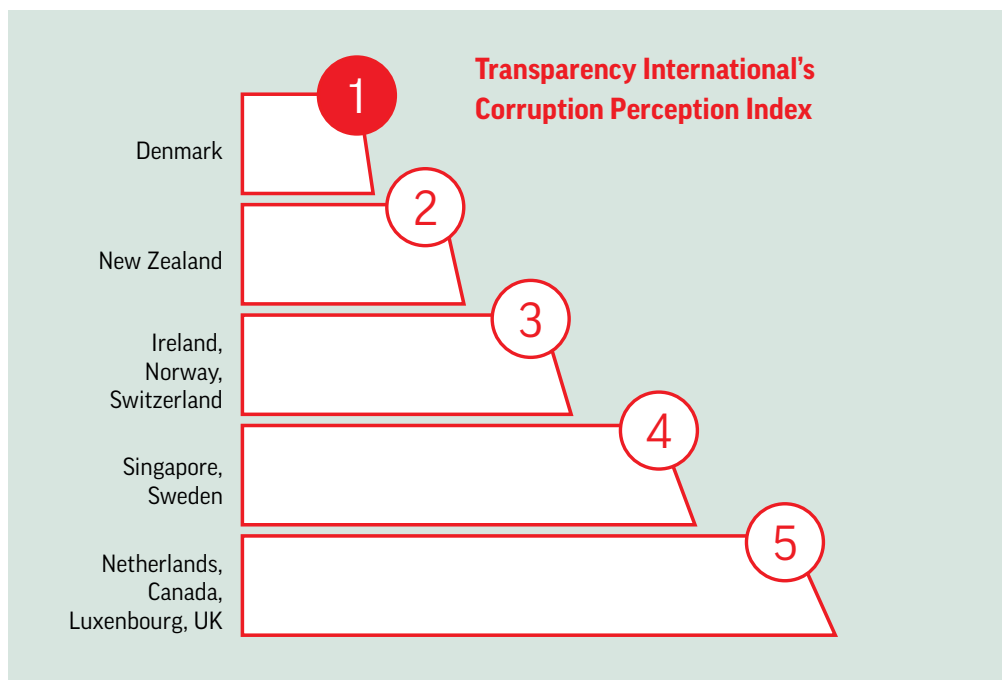 Transparency International's
Corruption Perception Index
1
Denmark
2
New Zealand
3
Ireland,
Norway,
Switzerland
4
Singapore,
Sweden
5
Netherlands,
Canada,
Luxenbourg, UK